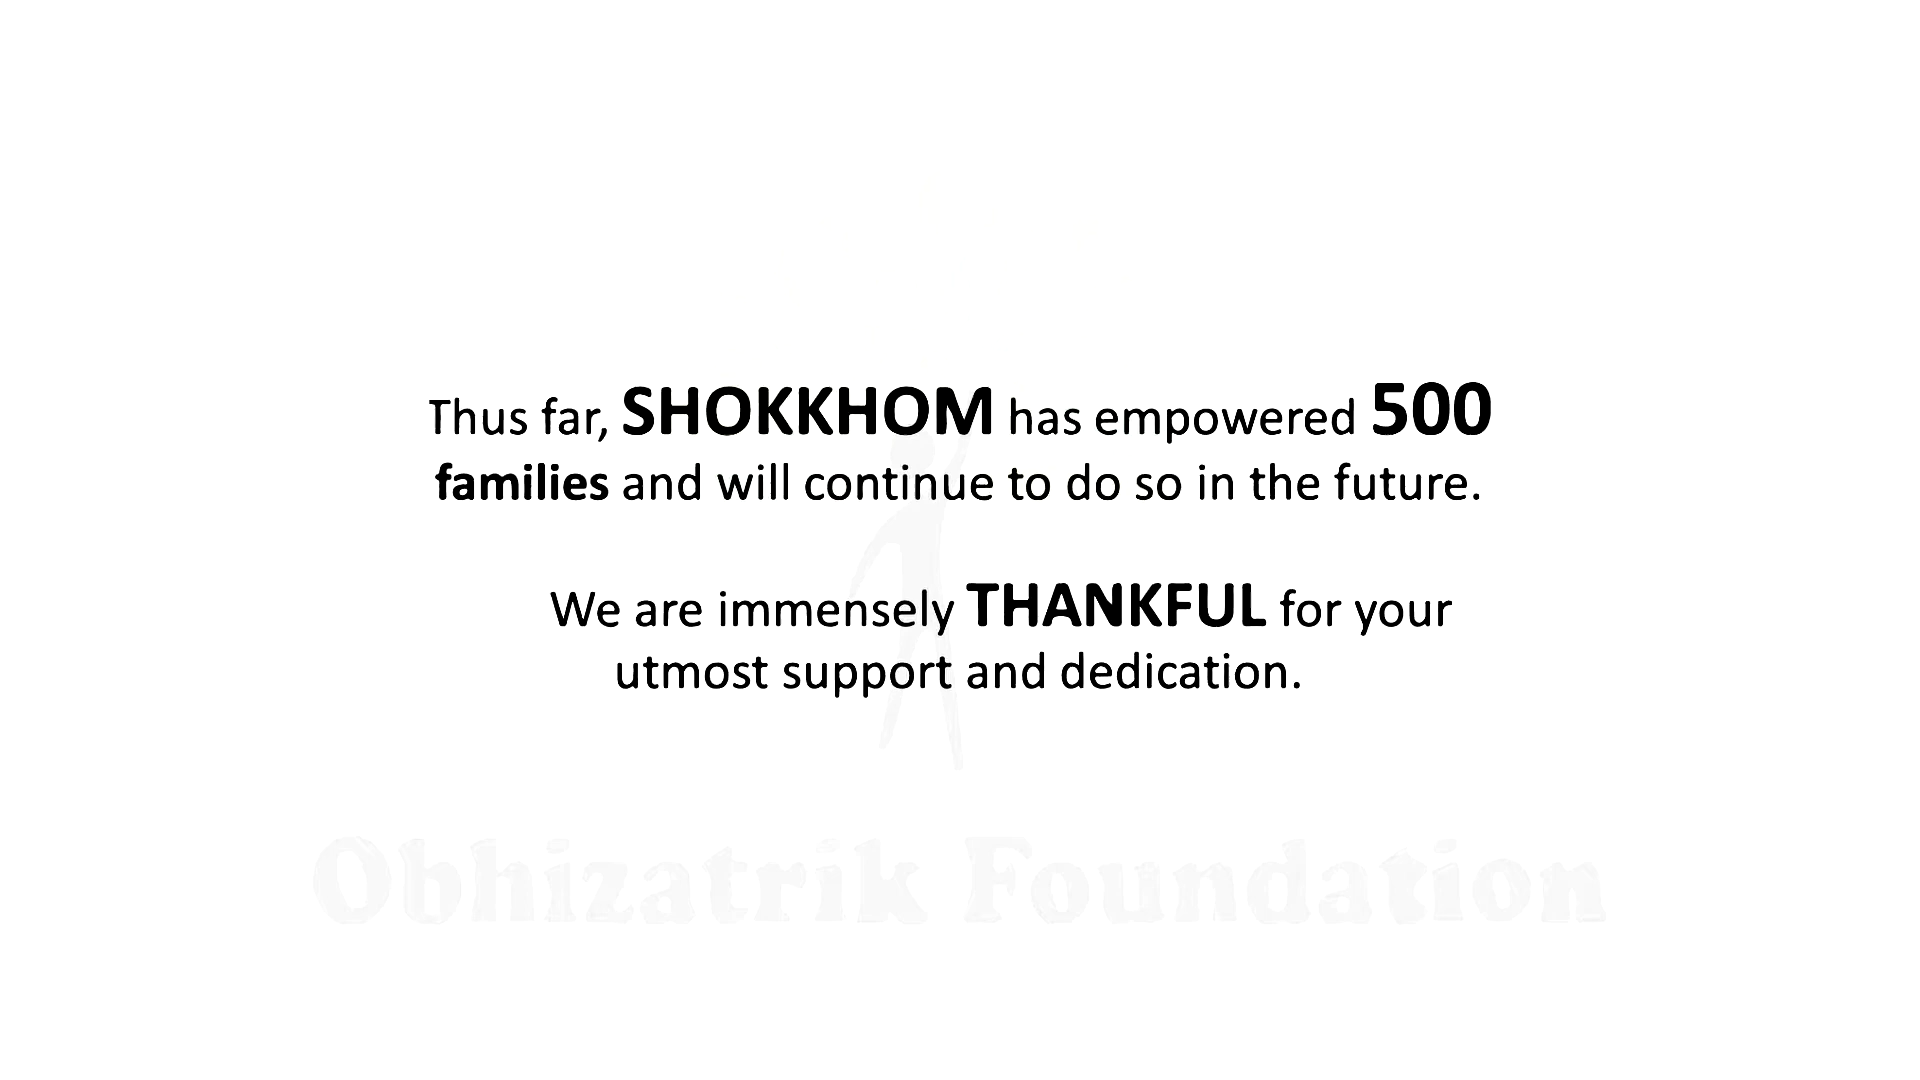 Thus far, SHOKKHOM has empowered 500
families and will continue to do so in the future.
We are immensely THANKFUL for your
utmost support and dedication.
Obhizatrik Foundation